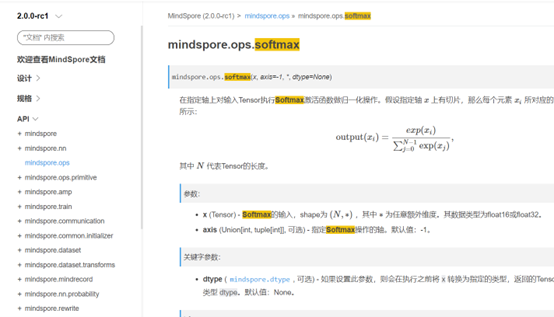 2.0.0-rc1
"文档" 内搜索
欢迎查看MindSpore文档
设计
规格
API
+ mindspore
+ mindspore.nn
mindspore.ops
+ mindspore.ops.primitive
+ mindspore.amp
+ mindspore.train
+ mindspore.communication
+ mindspore.common.initializer
+ mindspore.dataset
+ mindspore.dataset.transforms
+ mindspore.mindrecord
+ mindspore.nn.probability
+ mindspore.rewrite
MindSpore (2.0.0-rc1) > mindspore.ops » mindspore.ops.softmax
mindspore.ops.softmax
mindspore.ops.softmax(x, axis=-1, *, dtype=None)
在指定轴上对输入Tensor执行Softmax激活函数做归一化操作。假设指定轴 x 上有切片，那么每个元素 xi 所对应的
所示：
output(xi) = exp(xi) / ∑_{j=0}^{N−1} exp(xj),
其中 N 代表Tensor的长度。
参数：
• x (Tensor) - Softmax的输入，shape为 (N, *) ，其中 * 为任意额外维度。其数据类型为float16或float32。
• axis (Union[int, tuple[int]], 可选) - 指定Softmax操作的轴。默认值：-1。
关键字参数：
• dtype ( mindspore.dtype , 可选) - 如果设置此参数，则会在执行之前将 x 转换为指定的类型，返回的Tensor
类型 dtype。默认值：None。